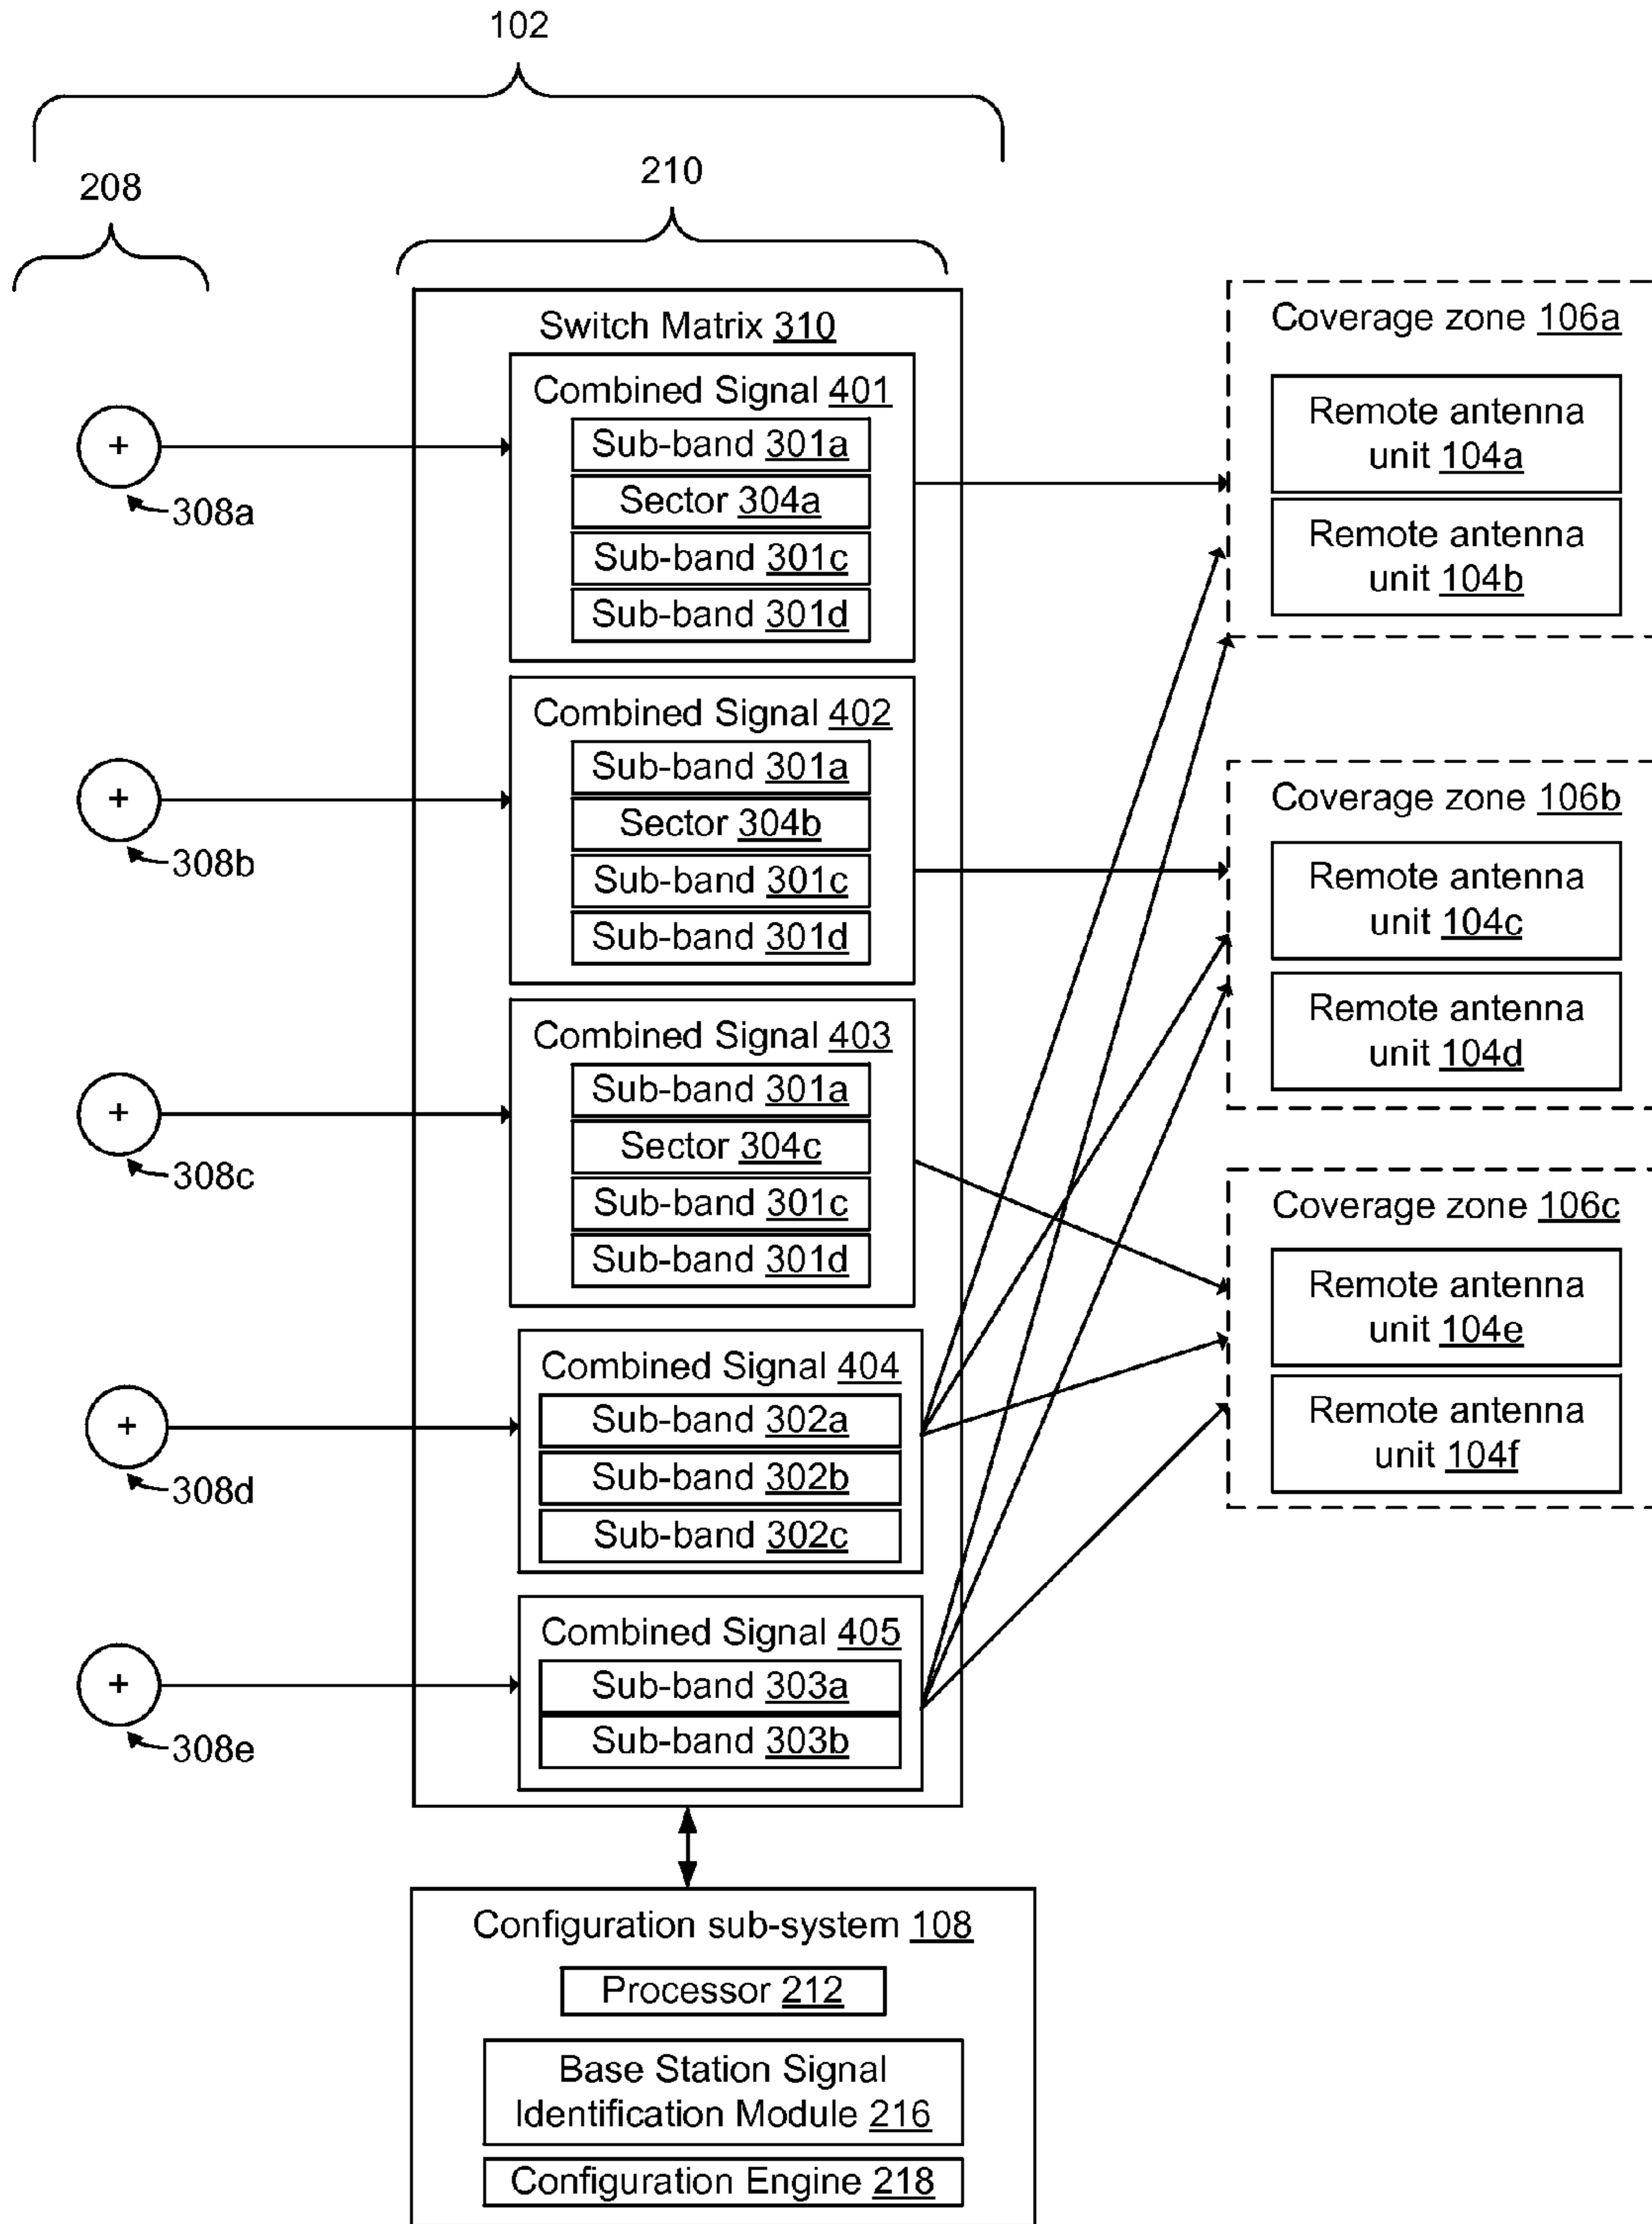 102
208
210
Switch Matrix 310
Combined Signal 401
Sub-band 301a
Sector 304a
Sub-band 301c
Sub-band 301d
Combined Signal 402
Sub-band 301a
Sector 304b
Sub-band 301c
Sub-band 301d
Combined Signal 403
Sub-band 301a
Sector 304c
Sub-band 301c
Sub-band 301d
Combined Signal 404
Sub-band 302a
Sub-band 302b
Sub-band 302c
Combined Signal 405
Sub-band 303a
Sub-band 303b
+
308a
+
308b
+
308c
+
308d
+
308e
Coverage zone 106a
Remote antenna
unit 104a
Remote antenna
unit 104b
Coverage zone 106b
Remote antenna
unit 104c
Remote antenna
unit 104d
Coverage zone 106c
Remote antenna
unit 104e
Remote antenna
unit 104f
Configuration sub-system 108
Processor 212
Base Station Signal
Identification Module 216
Configuration Engine 218